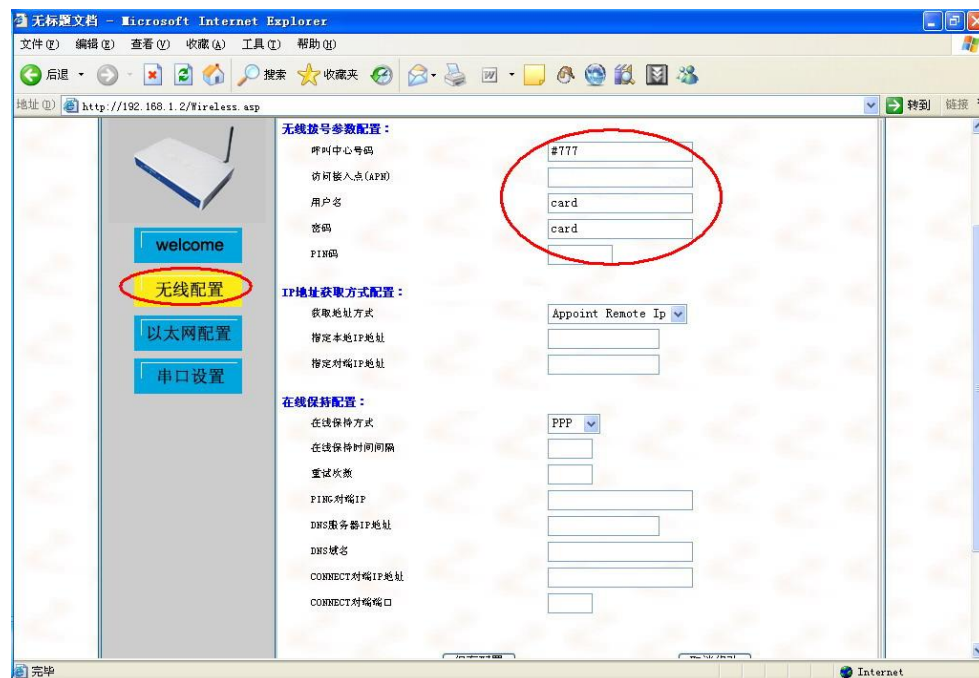 无标题文档 - Microsoft Internet Explorer
文件(F) 编辑(E) 查看(V) 收藏(A) 工具(T) 帮助(H)
后退 搜索 收藏夹
地址(D) http://192.168.1.2/Wireless.asp 转到 链接
welcome
无线配置
以太网配置
串口设置
无线拨号参数配置：
呼叫中心号码 #777
访问接入点(APN)
用户名 card
密码 card
PIN码
IP地址获取方式配置：
获取地址方式 Appoint Remote Ip
指定本地IP地址
指定对端IP地址
在线保持配置：
在线保持方式 PPP
在线保持时间间隔
重试次数
PING对端IP
DNS服务器IP地址
DNS域名
CONNECT对端IP地址
CONNECT对端端口
完毕 Internet